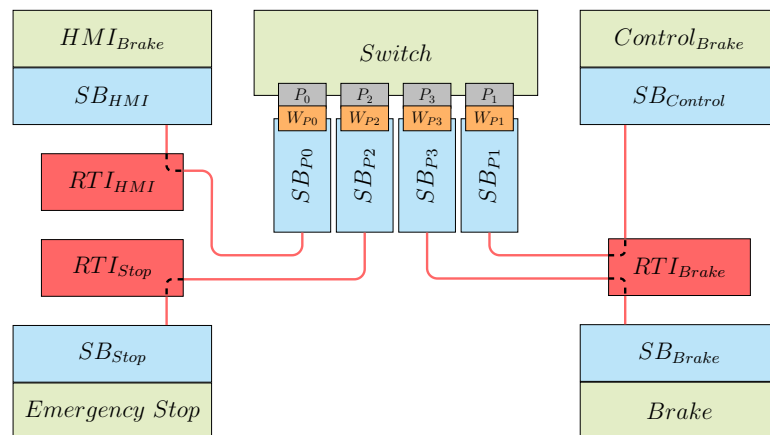 HMI_Brake
Switch
Control_Brake
SB_HMI
P_0
P_2
P_3
P_1
SB_Control
W_P0
W_P2
W_P3
W_P1
SB_P0
SB_P2
SB_P3
SB_P1
RTI_HMI
RTI_Stop
RTI_Brake
SB_Stop
SB_Brake
Emergency Stop
Brake